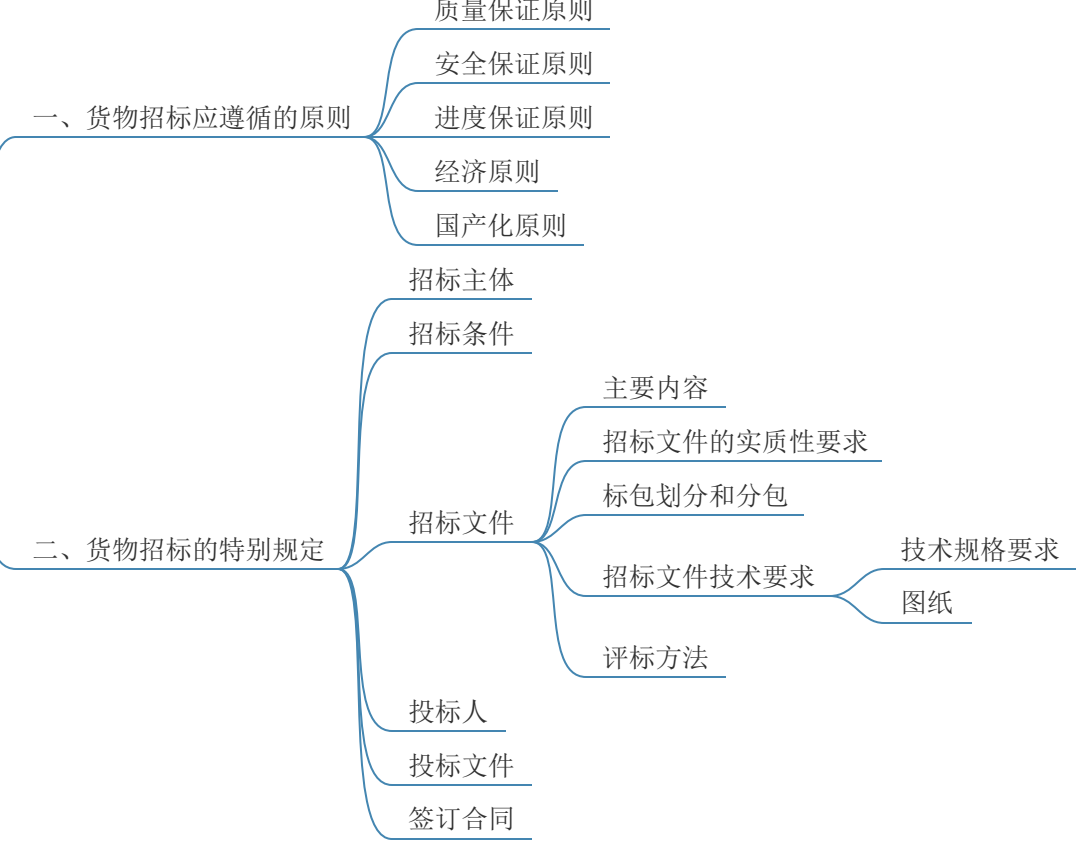 质量保证原则
安全保证原则
一、货物招标应遵循的原则
进度保证原则
经济原则
国产化原则
招标主体
招标条件
主要内容
招标文件的实质性要求
标包划分和分包
招标文件
二、货物招标的特别规定
技术规格要求
招标文件技术要求
图纸
评标方法
投标人
投标文件
签订合同